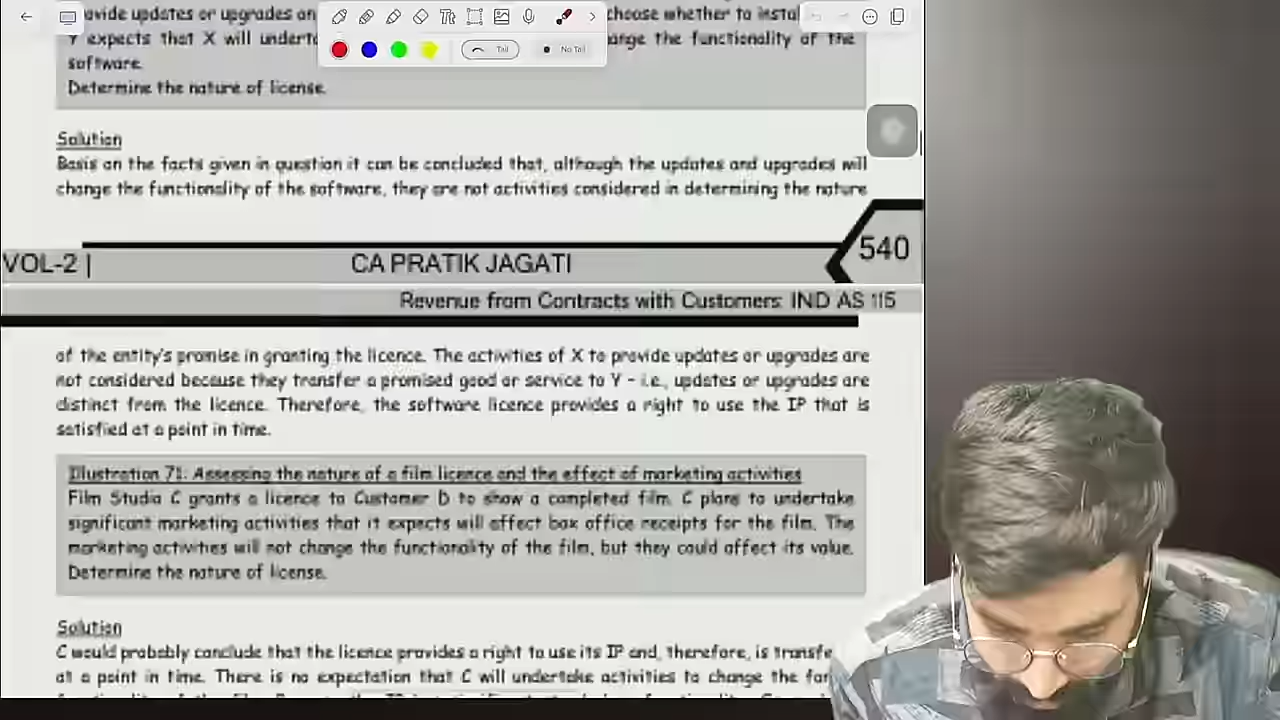 ovide updates or upgrades an
choose whether to instal
Y expects that X will underta
ange the functionality of the
software.
Tail
No Tail
Determine the nature of license.
Solution
Basis on the facts given in question it can be concluded that, although the updates and upgrades will
change the functionality of the software, they are not activities considered in determining the nature
540
VOL-2 |
CA PRATIK JAGATI
Revenue from Contracts with Customers: IND AS 115
of the entity's promise in granting the licence. The activities of X to provide updates or upgrades are
not considered because they transfer a promised good or service to Y – i.e., updates or upgrades are
distinct from the licence. Therefore, the software licence provides a right to use the IP that is
satisfied at a point in time.
Illustration 71: Assessing the nature of a film licence and the effect of marketing activities
Film Studio C grants a licence to Customer D to show a completed film. C plans to undertake
significant marketing activities that it expects will affect box office receipts for the film. The
marketing activities will not change the functionality of the film, but they could affect its value.
Determine the nature of license.
Solution
C would probably conclude that the licence provides a right to use its IP and, therefore, is transfe
at a point in time. There is no expectation that C will undertake activities to change the for